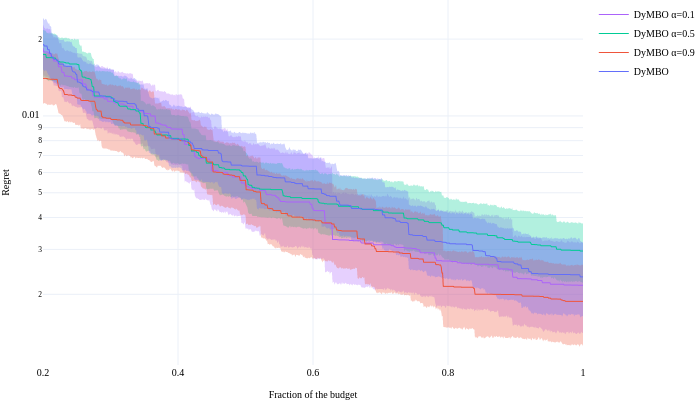 DyMBO α=0.1
DyMBO α=0.5
DyMBO α=0.9
DyMBO
Regret
2
0.01
9
8
7
6
5
4
3
2
0.2
0.4
0.6
0.8
1
Fraction of the budget